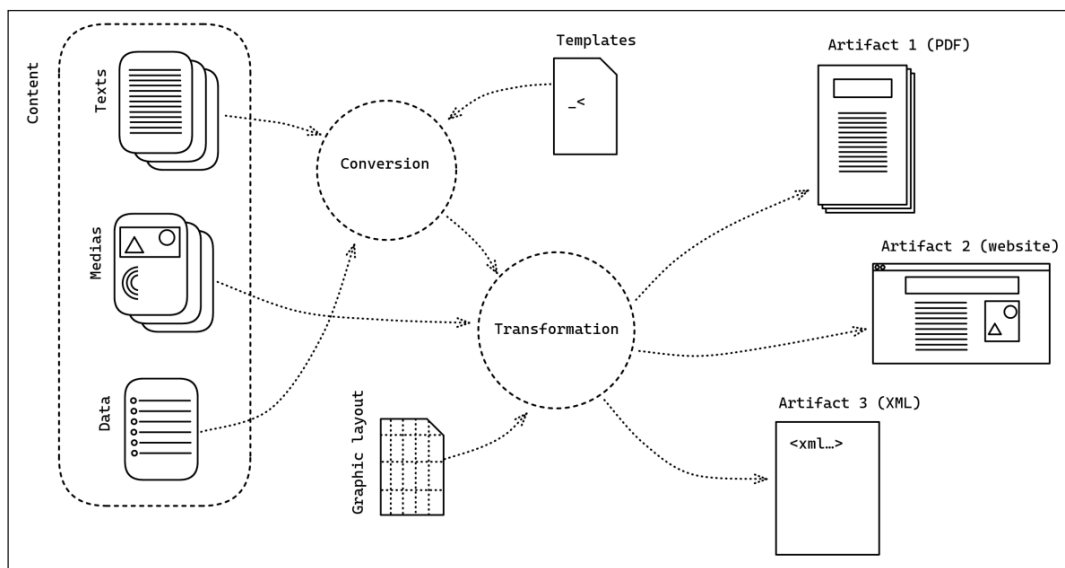 Content
Texts
Medias
Data
Templates
_<
Conversion
Transformation
Graphic layout
Artifact 1 (PDF)
Artifact 2 (website)
Artifact 3 (XML)
<xml…>